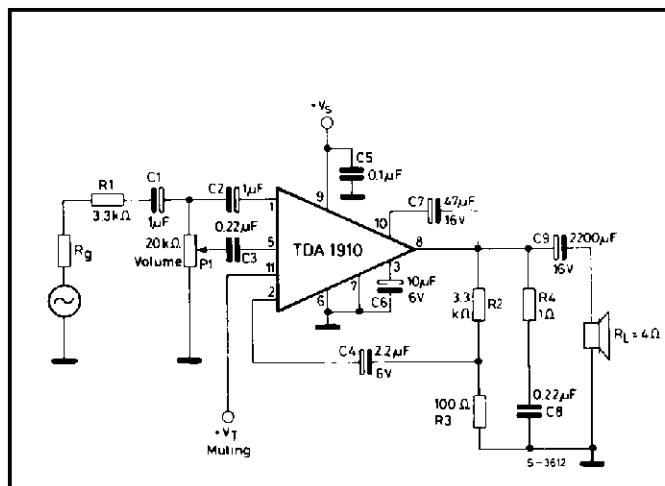 +VS
C5
0.1µF
R1
3.3kΩ
C1
1µF
C2
1µF
C7
47µF
16V
9
1
10
20kΩ
Volume
P1
0.22µF
C3
5
TDA 1910
8
C9
2200µF
16V
Rg
11
2
3
10µF
6V
C6
6
7
3.3
kΩ
R2
R4
1Ω
RL=4Ω
C4
2.2µF
6V
100Ω
R3
0.22µF
C8
+VT
Muting
S-3612